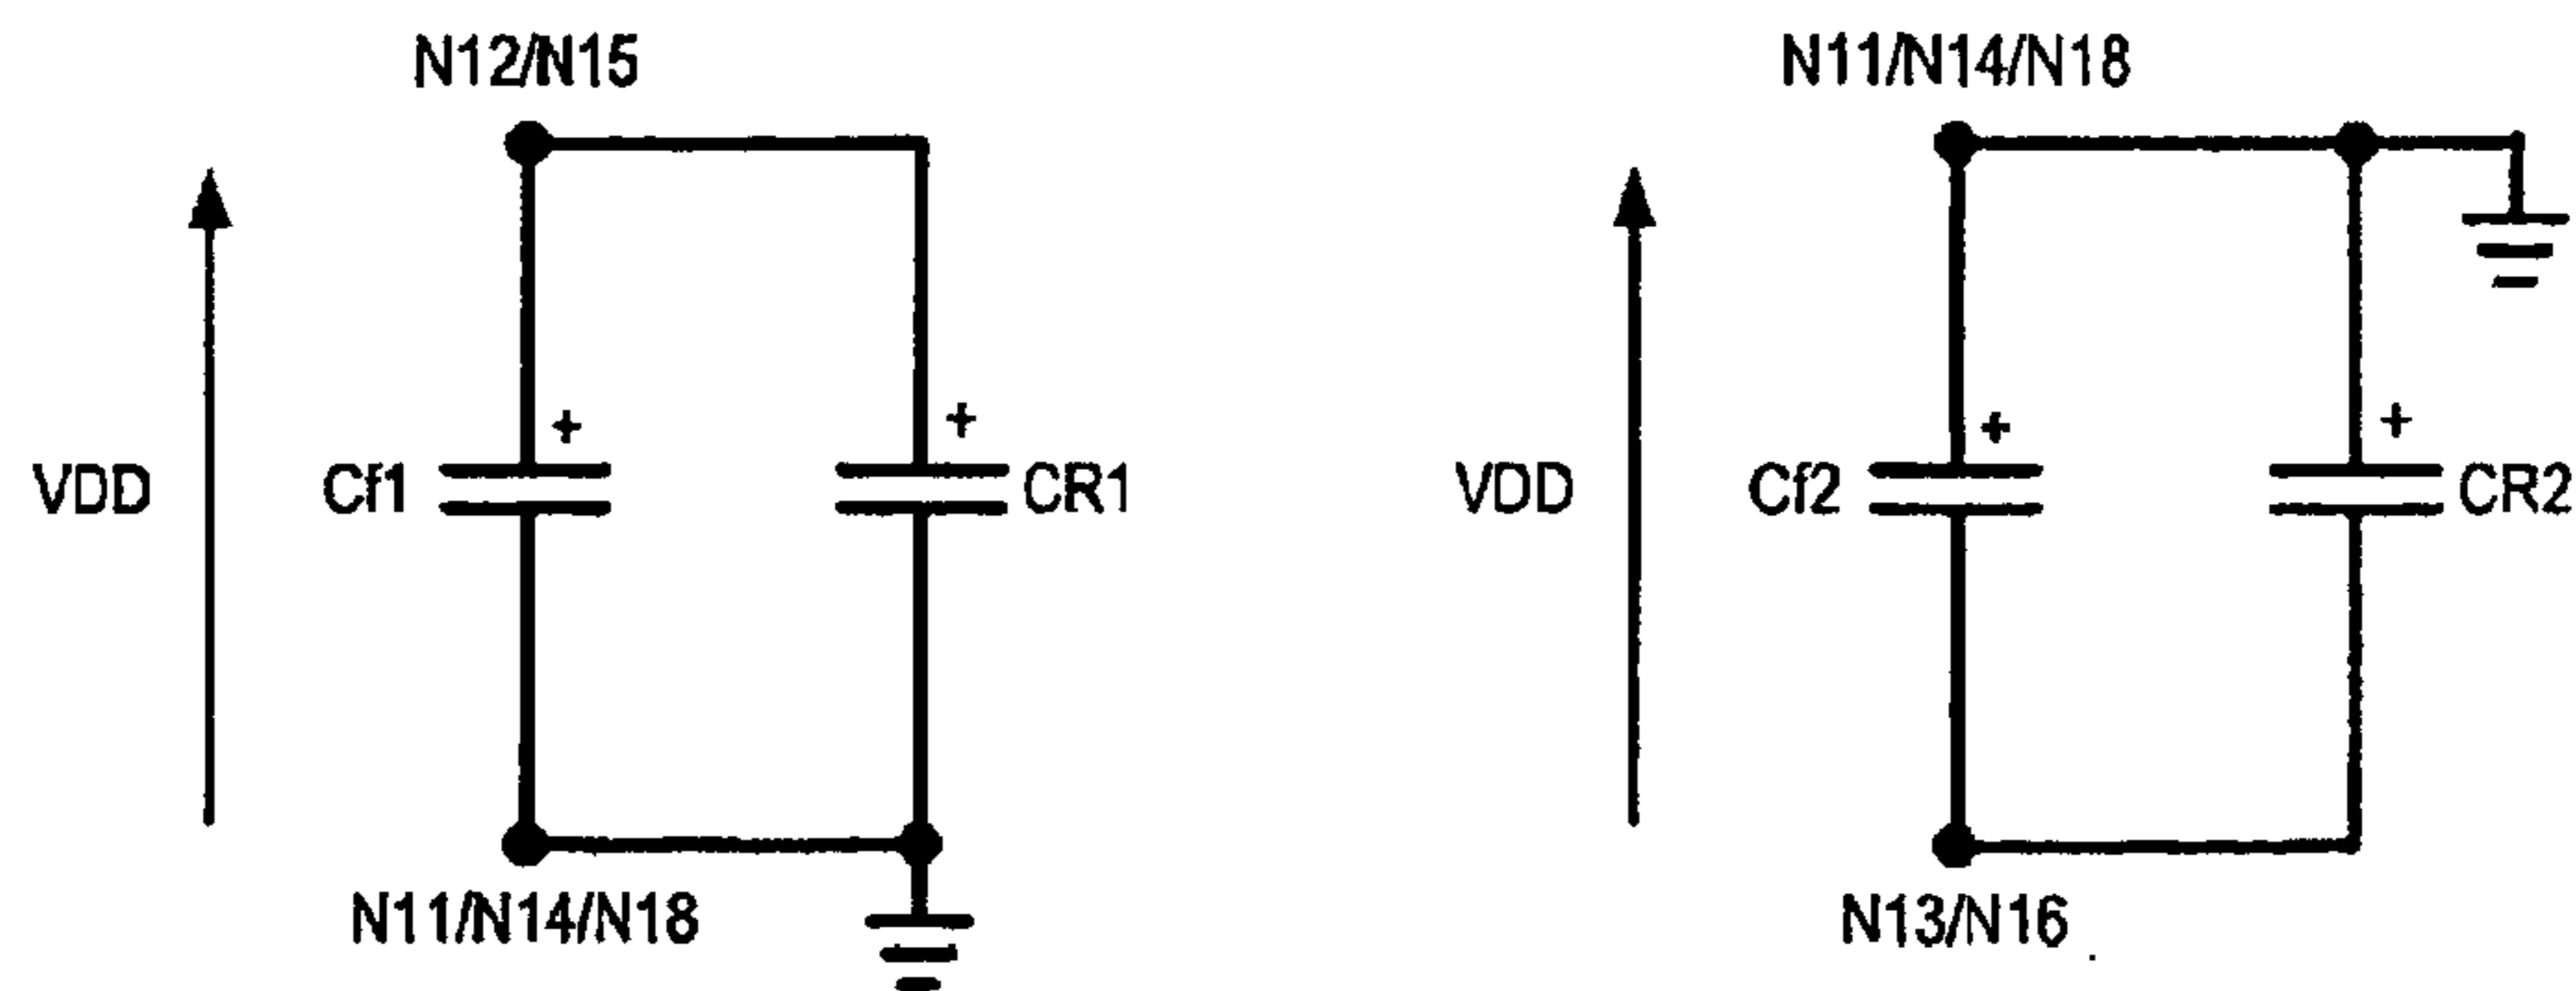 N12/N15
N11/N14/N18
+
+
+
+
VDD
Cf1
CR1
VDD
Cf2
CR2
N11/N14/N18
N13/N16